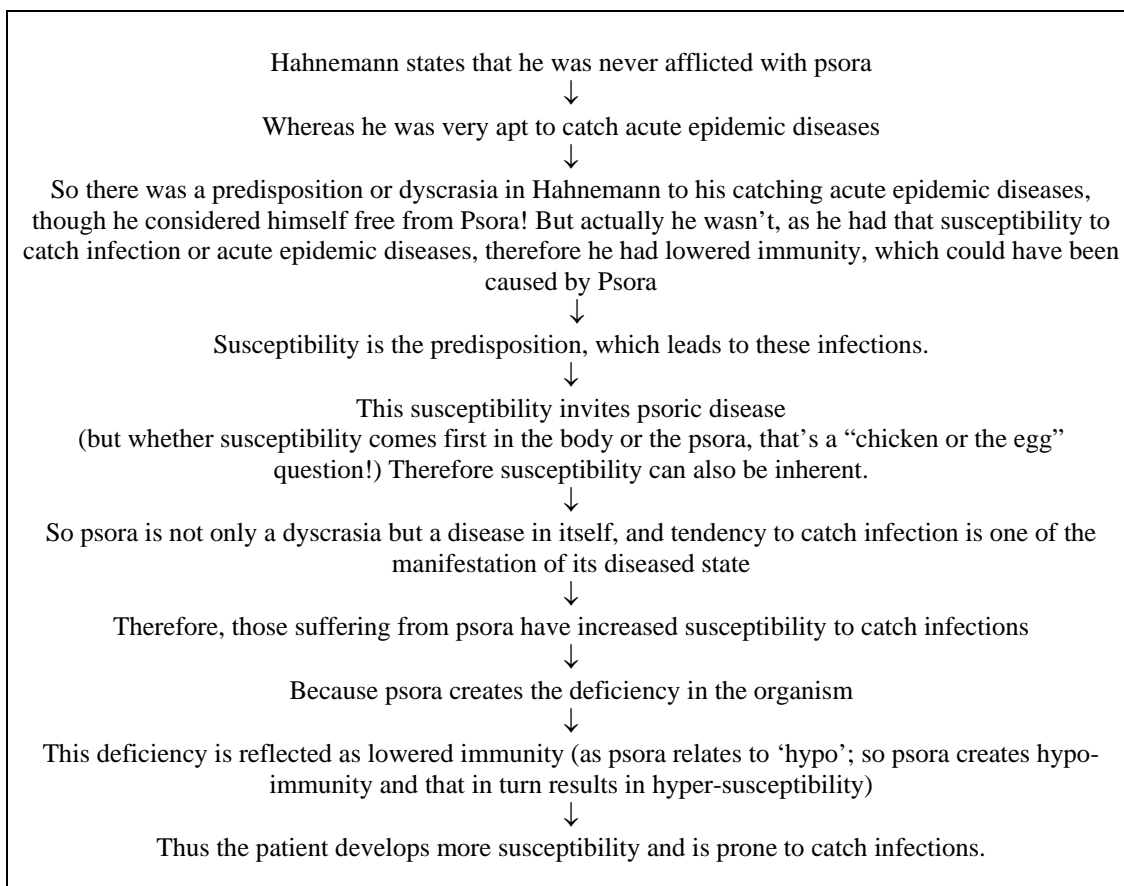 Hahnemann states that he was never afflicted with psora
↓
Whereas he was very apt to catch acute epidemic diseases
↓
So there was a predisposition or dyscrasia in Hahnemann to his catching acute epidemic diseases,
though he considered himself free from Psora! But actually he wasn’t, as he had that susceptibility to
catch infection or acute epidemic diseases, therefore he had lowered immunity, which could have been
caused by Psora
↓
Susceptibility is the predisposition, which leads to these infections.
↓
This susceptibility invites psoric disease
(but whether susceptibility comes first in the body or the psora, that’s a “chicken or the egg”
question!) Therefore susceptibility can also be inherent.
↓
So psora is not only a dyscrasia but a disease in itself, and tendency to catch infection is one of the
manifestation of its diseased state
↓
Therefore, those suffering from psora have increased susceptibility to catch infections
↓
Because psora creates the deficiency in the organism
↓
This deficiency is reflected as lowered immunity (as psora relates to ‘hypo’; so psora creates hypo-
immunity and that in turn results in hyper-susceptibility)
↓
Thus the patient develops more susceptibility and is prone to catch infections.